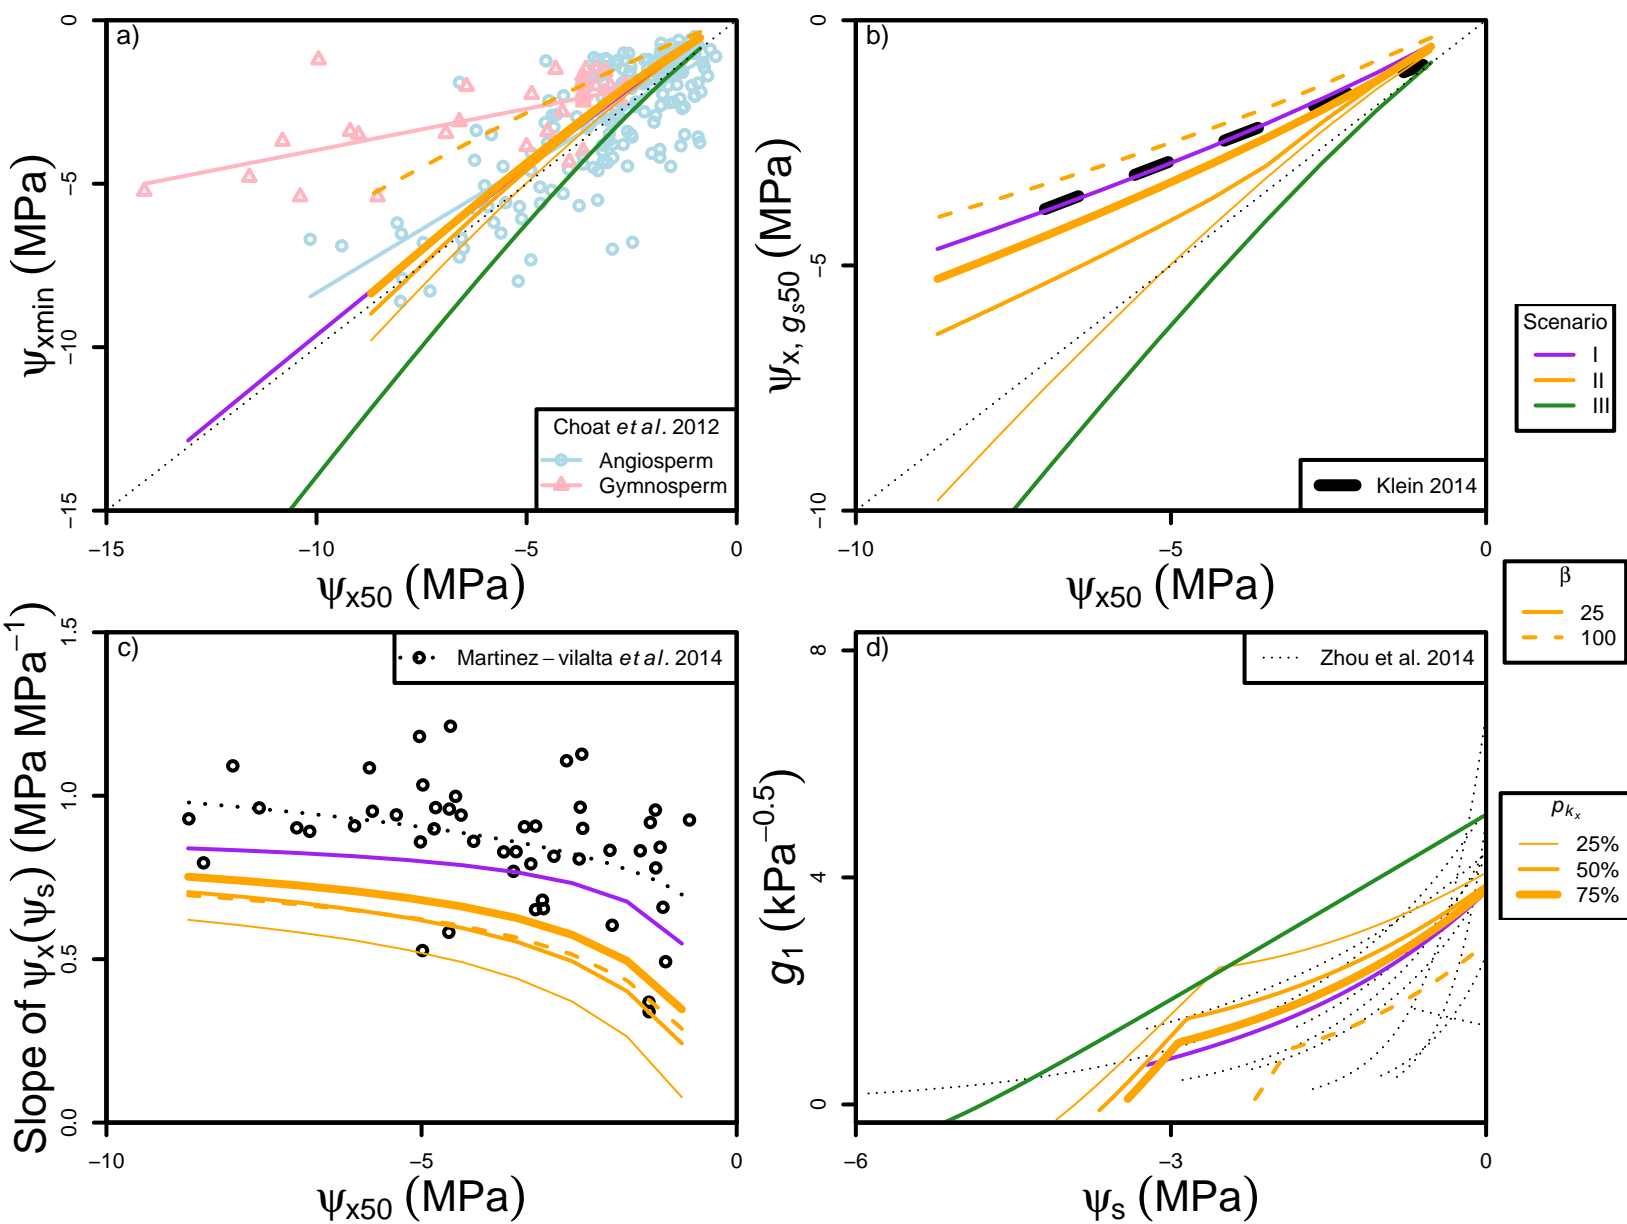 a)
0
−5
−10
−15
ψxmin (MPa)
Choat et al. 2012
Angiosperm
Gymnosperm
−15
−10
−5
0
ψx50 (MPa)
b)
0
−5
−10
ψx, gs50 (MPa)
Klein 2014
−10
−5
0
ψx50 (MPa)
Scenario
I
II
III
β
25
100
pkx
25%
50%
75%
c)
1.5
1.0
0.5
0.0
Slope of ψx(ψs) (MPa MPa−1)
Martinez − vilalta et al. 2014
−10
−5
0
ψx50 (MPa)
d)
8
4
0
g1 (kPa−0.5)
Zhou et al. 2014
−6
−3
0
ψs (MPa)